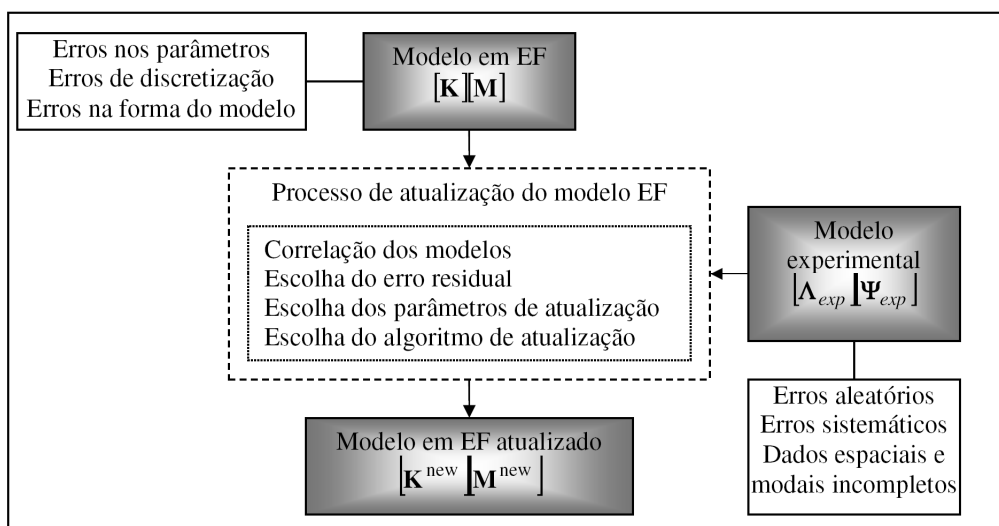 Erros nos parâmetros
Erros de discretização
Erros na forma do modelo
Modelo em EF
[K][M]
Processo de atualização do modelo EF
Correlação dos modelos
Escolha do erro residual
Escolha dos parâmetros de atualização
Escolha do algoritmo de atualização
Modelo
experimental
[Λexp][Ψexp]
Erros aleatórios
Erros sistemáticos
Dados espaciais e
modais incompletos
Modelo em EF atualizado
[K new][M new]